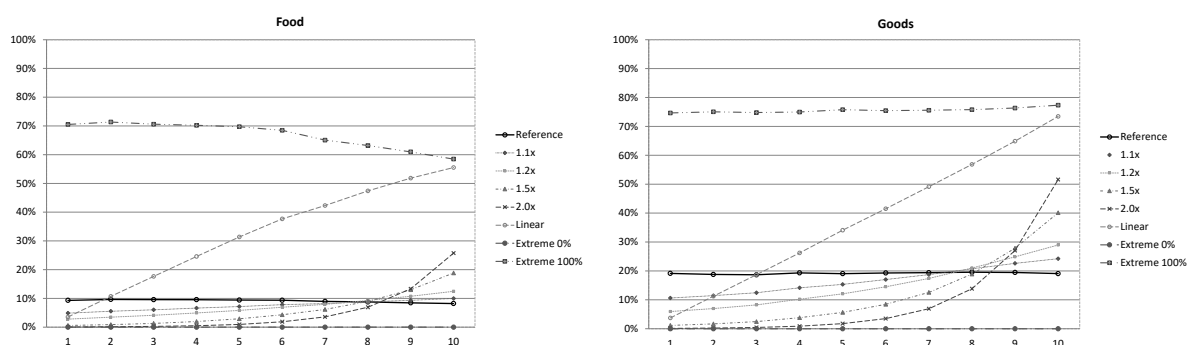 Food
100%
90%
80%
70%
60%
50%
40%
30%
20%
10%
0%
1 2 3 4 5 6 7 8 9 10
Reference
1.1x
1.2x
1.5x
2.0x
Linear
Extreme 0%
Extreme 100%
Goods
100%
90%
80%
70%
60%
50%
40%
30%
20%
10%
0%
1 2 3 4 5 6 7 8 9 10
Reference
1.1x
1.2x
1.5x
2.0x
Linear
Extreme 0%
Extreme 100%